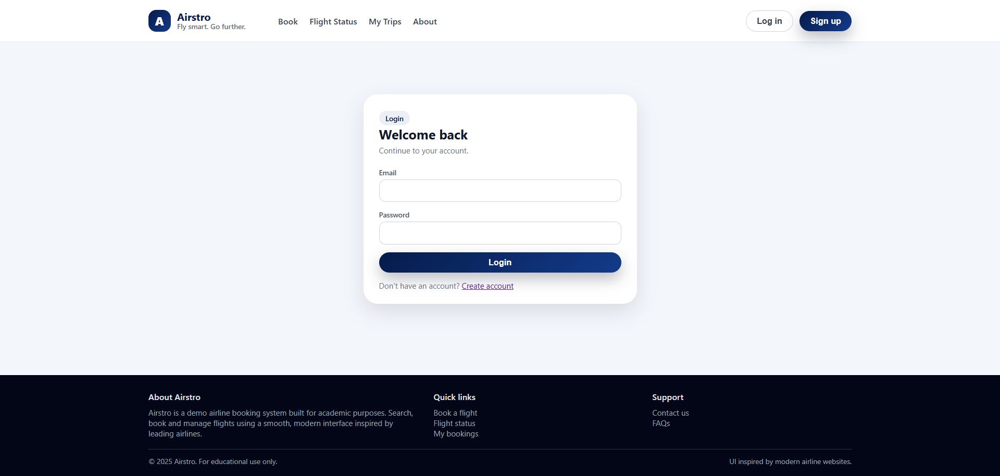 A
Airstro
Fly smart. Go further.
Book
Flight Status
My Trips
About
Log in
Sign up
Login
Welcome back
Continue to your account.
Email
Password
Login
Don't have an account? Create account
About Airstro
Airstro is a demo airline booking system built for academic purposes. Search,
book and manage flights using a smooth, modern interface inspired by
leading airlines.
Quick links
Book a flight
Flight status
My bookings
Support
Contact us
FAQs
© 2025 Airstro. For educational use only.
UI inspired by modern airline websites.